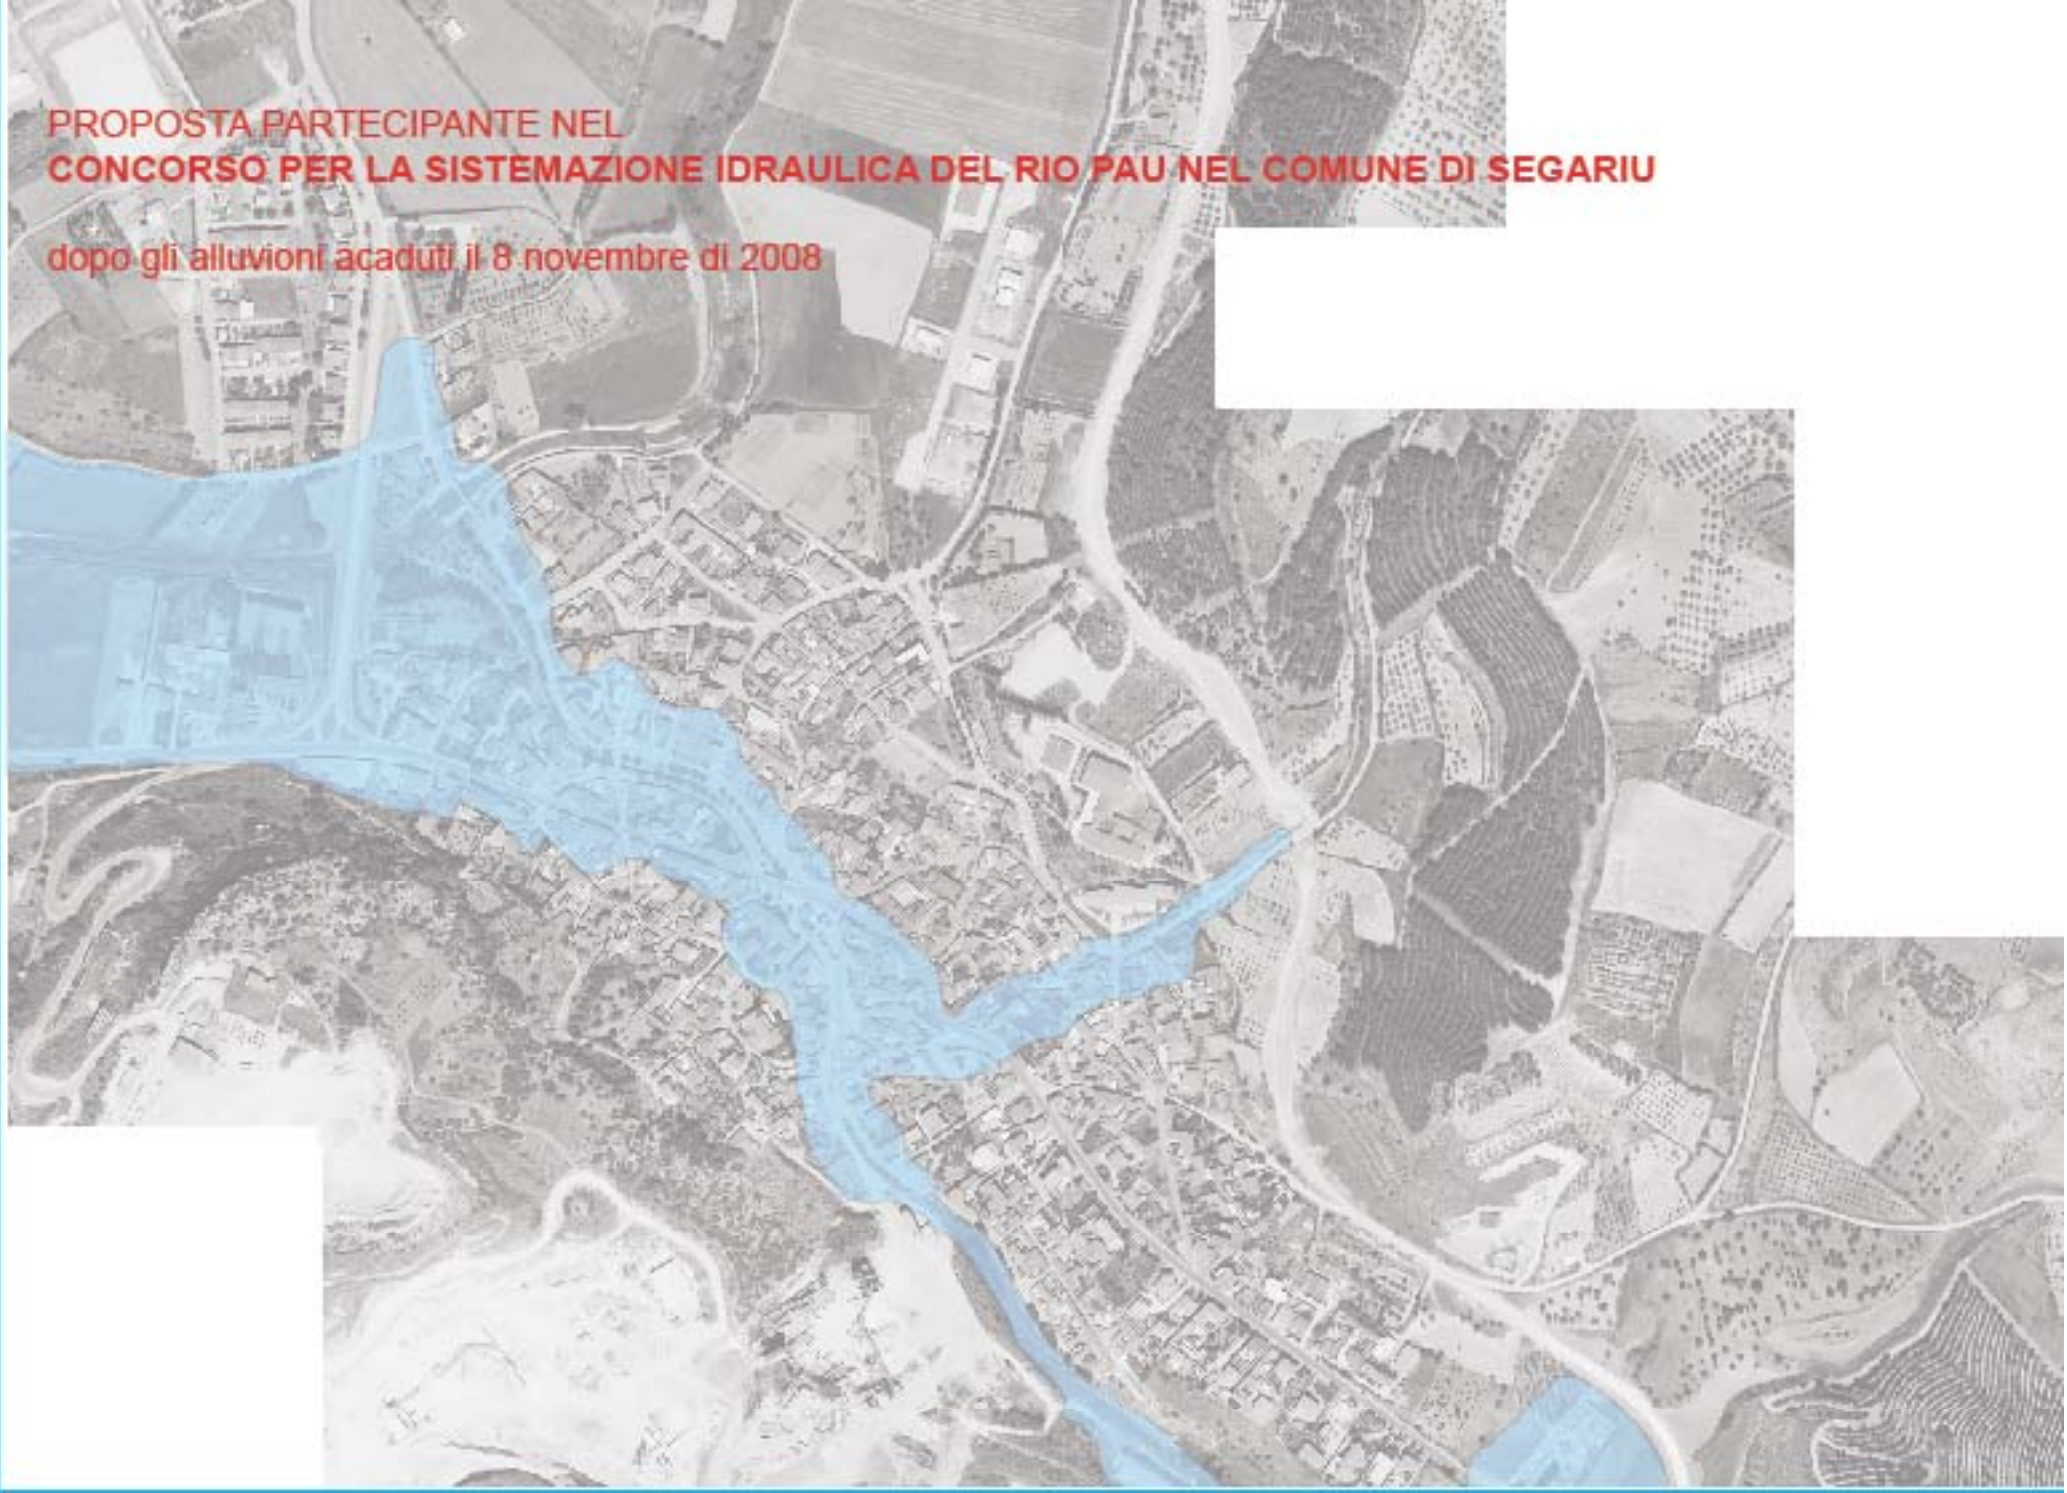 PROPOSTA PARTECIPANTE NEL
CONCORSO PER LA SISTEMAZIONE IDRAULICA DEL RIO PAU NEL COMUNE DI SEGARIU
dopo gli alluvioni acaduti il 8 novembre di 2008